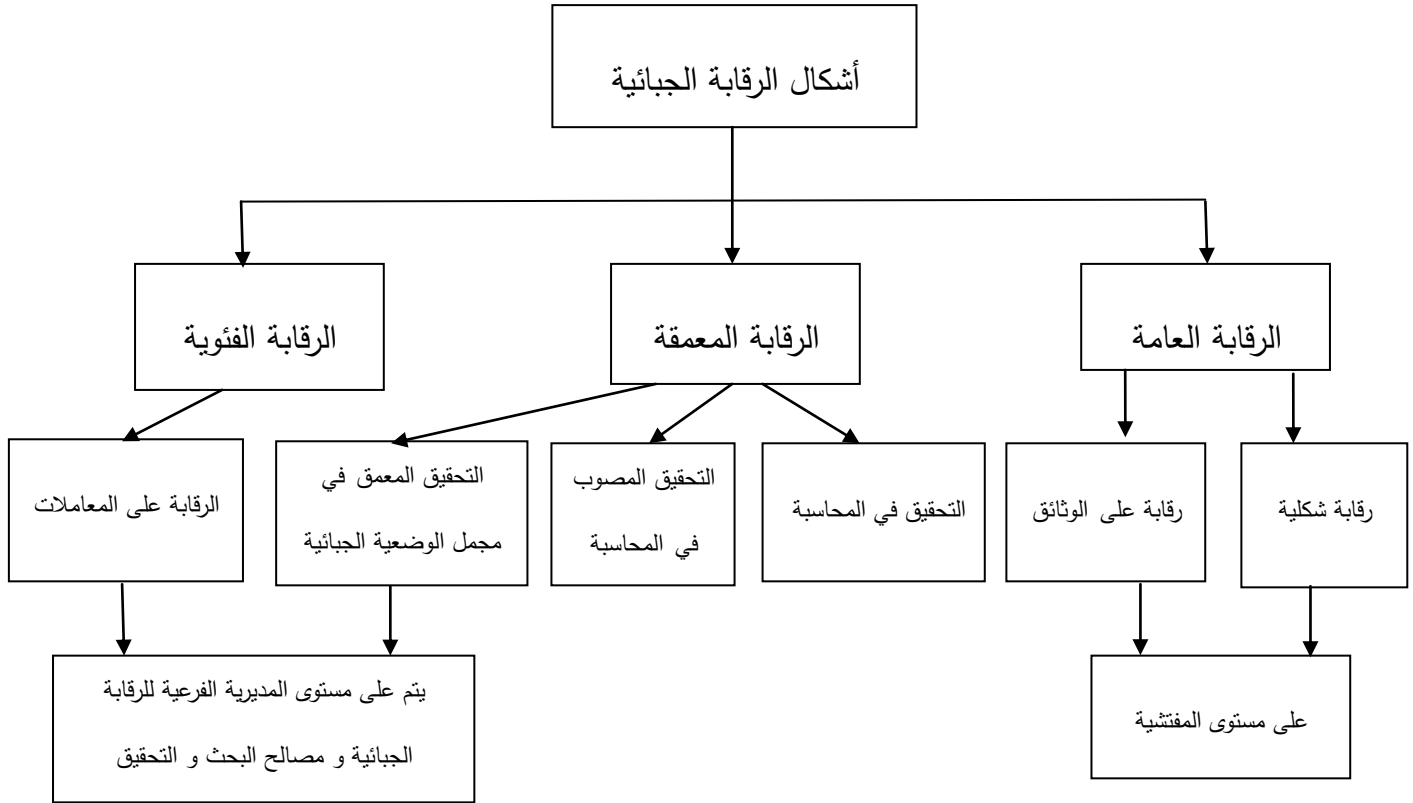 أشكال الرقابة الجبائية
الرقابة العامة
الرقابة المعمقة
الرقابة الفئوية
رقابة شكلية
رقابة على الوثائق
التحقيق في المحاسبة
التحقيق المصوب
في المحاسبة
التحقيق المعمق في
مجمل الوضعية الجبائية
الرقابة على المعاملات
على مستوى المفتشية
يتم على مستوى المديرية الفرعية للرقابة
الجبائية و مصالح البحث و التحقيق